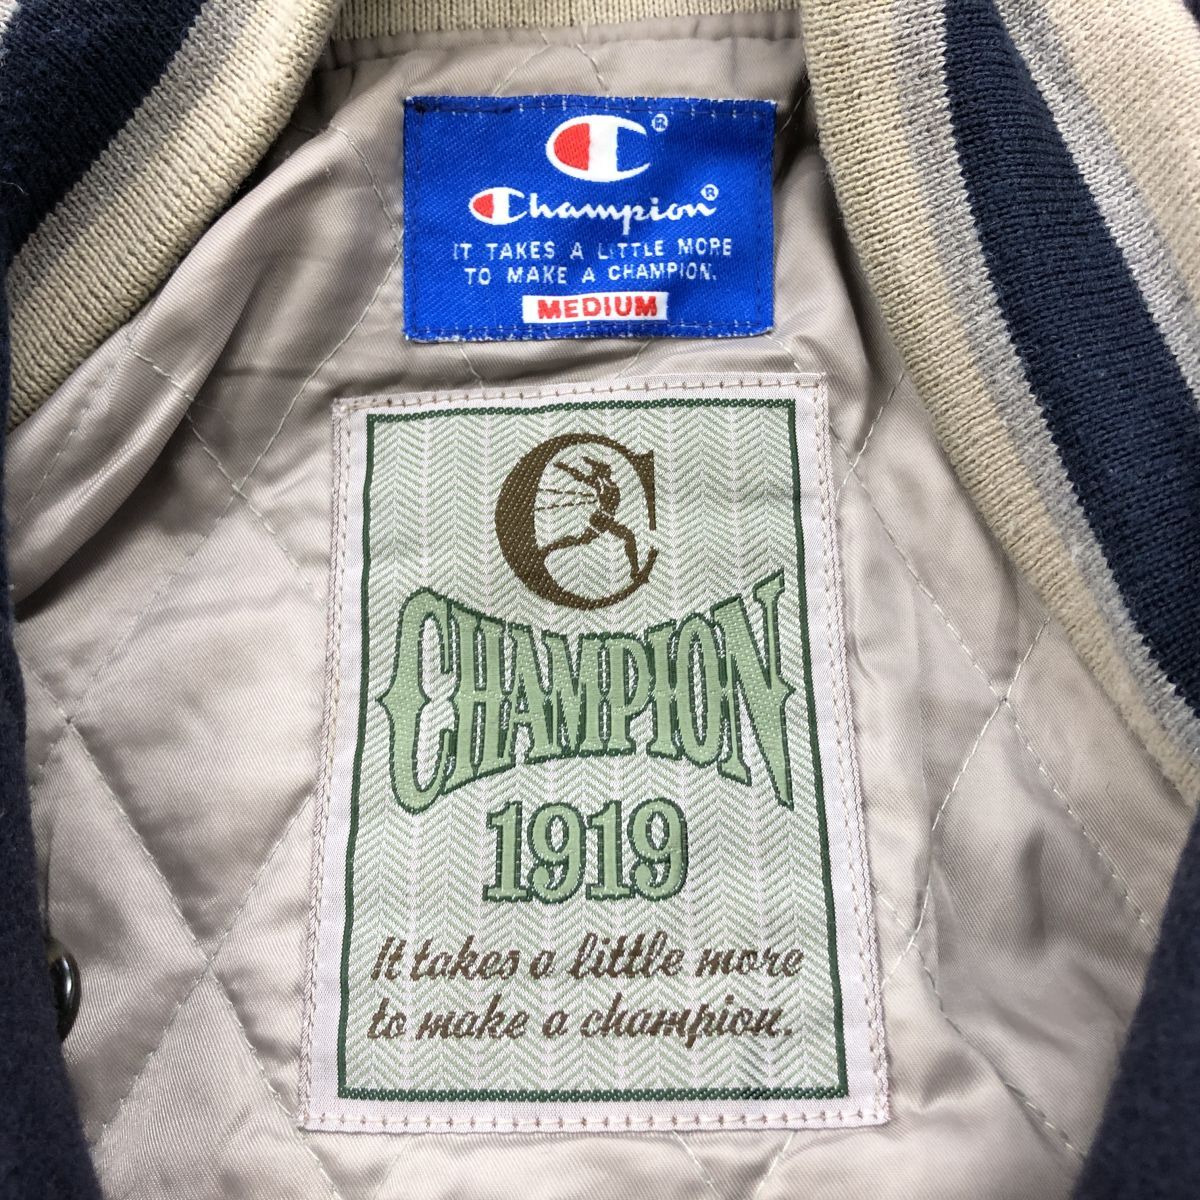 C®
Champion®
IT TAKES A LITTLE MORE
TO MAKE A CHAMPION.
MEDIUM
C
CHAMPION
1919
It takes a little more
to make a champion.